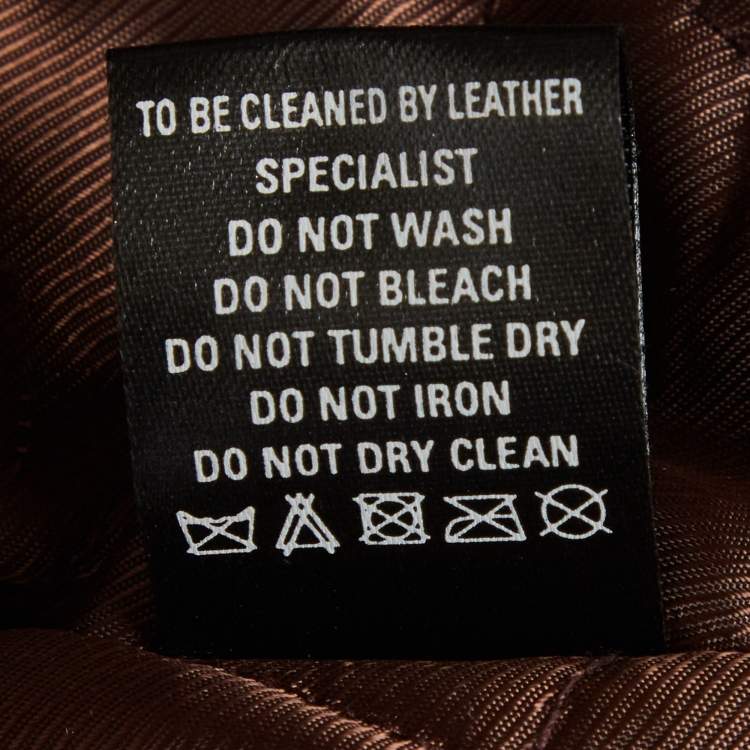 TO BE CLEANED BY LEATHER
SPECIALIST
DO NOT WASH
DO NOT BLEACH
DO NOT TUMBLE DRY
DO NOT IRON
DO NOT DRY CLEAN